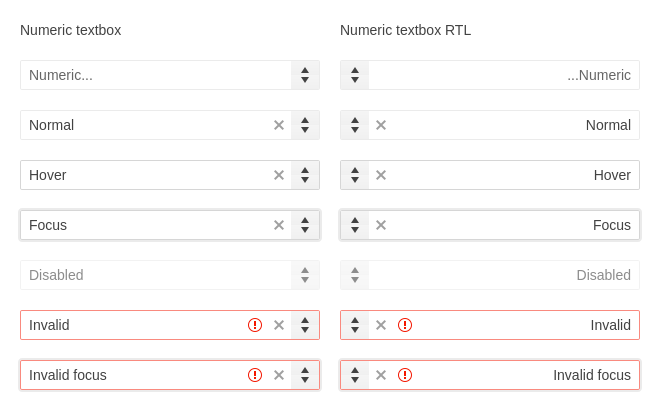 Numeric textbox
Numeric textbox RTL
Numeric...
...Numeric
Normal
Normal
Hover
Hover
Focus
Focus
Disabled
Disabled
Invalid
Invalid
Invalid focus
Invalid focus